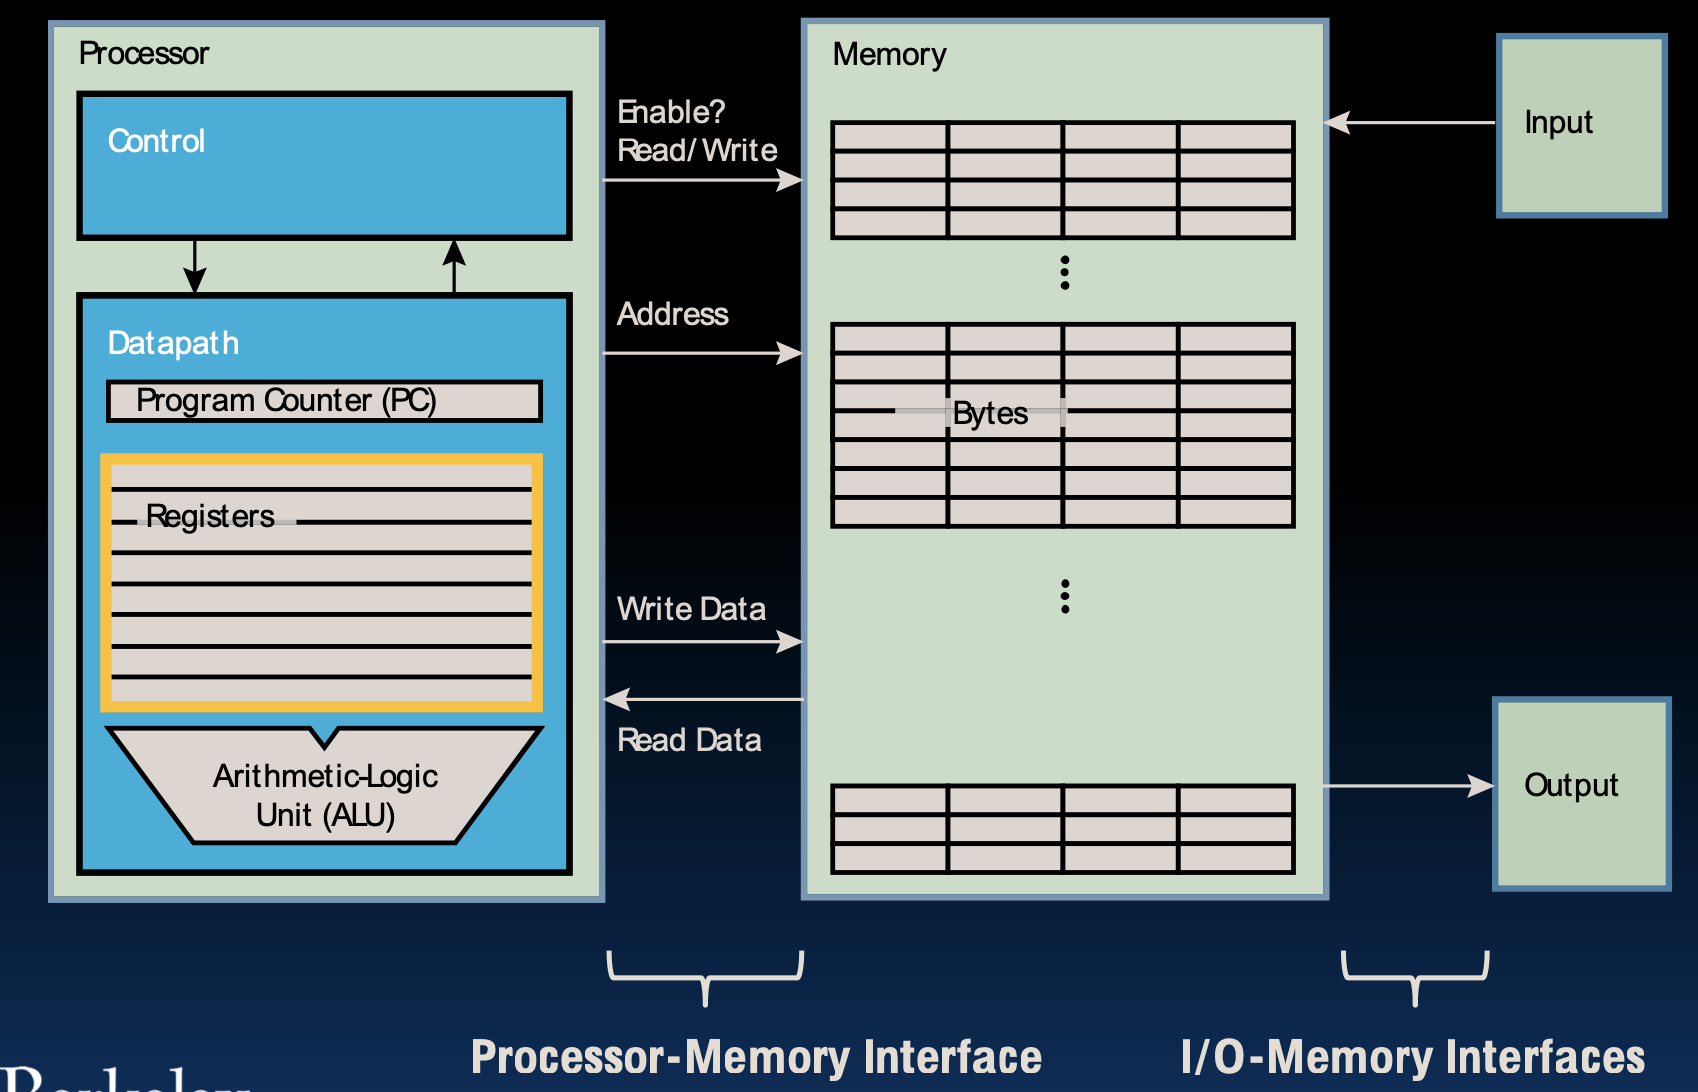 Processor
Control
Datapath
Program Counter (PC)
Registers
Arithmetic-Logic
Unit (ALU)
Enable?
Read/Write
Address
Write Data
Read Data
Memory
Bytes
Input
Output
Processor-Memory Interface
I/O-Memory Interfaces
Berkeley